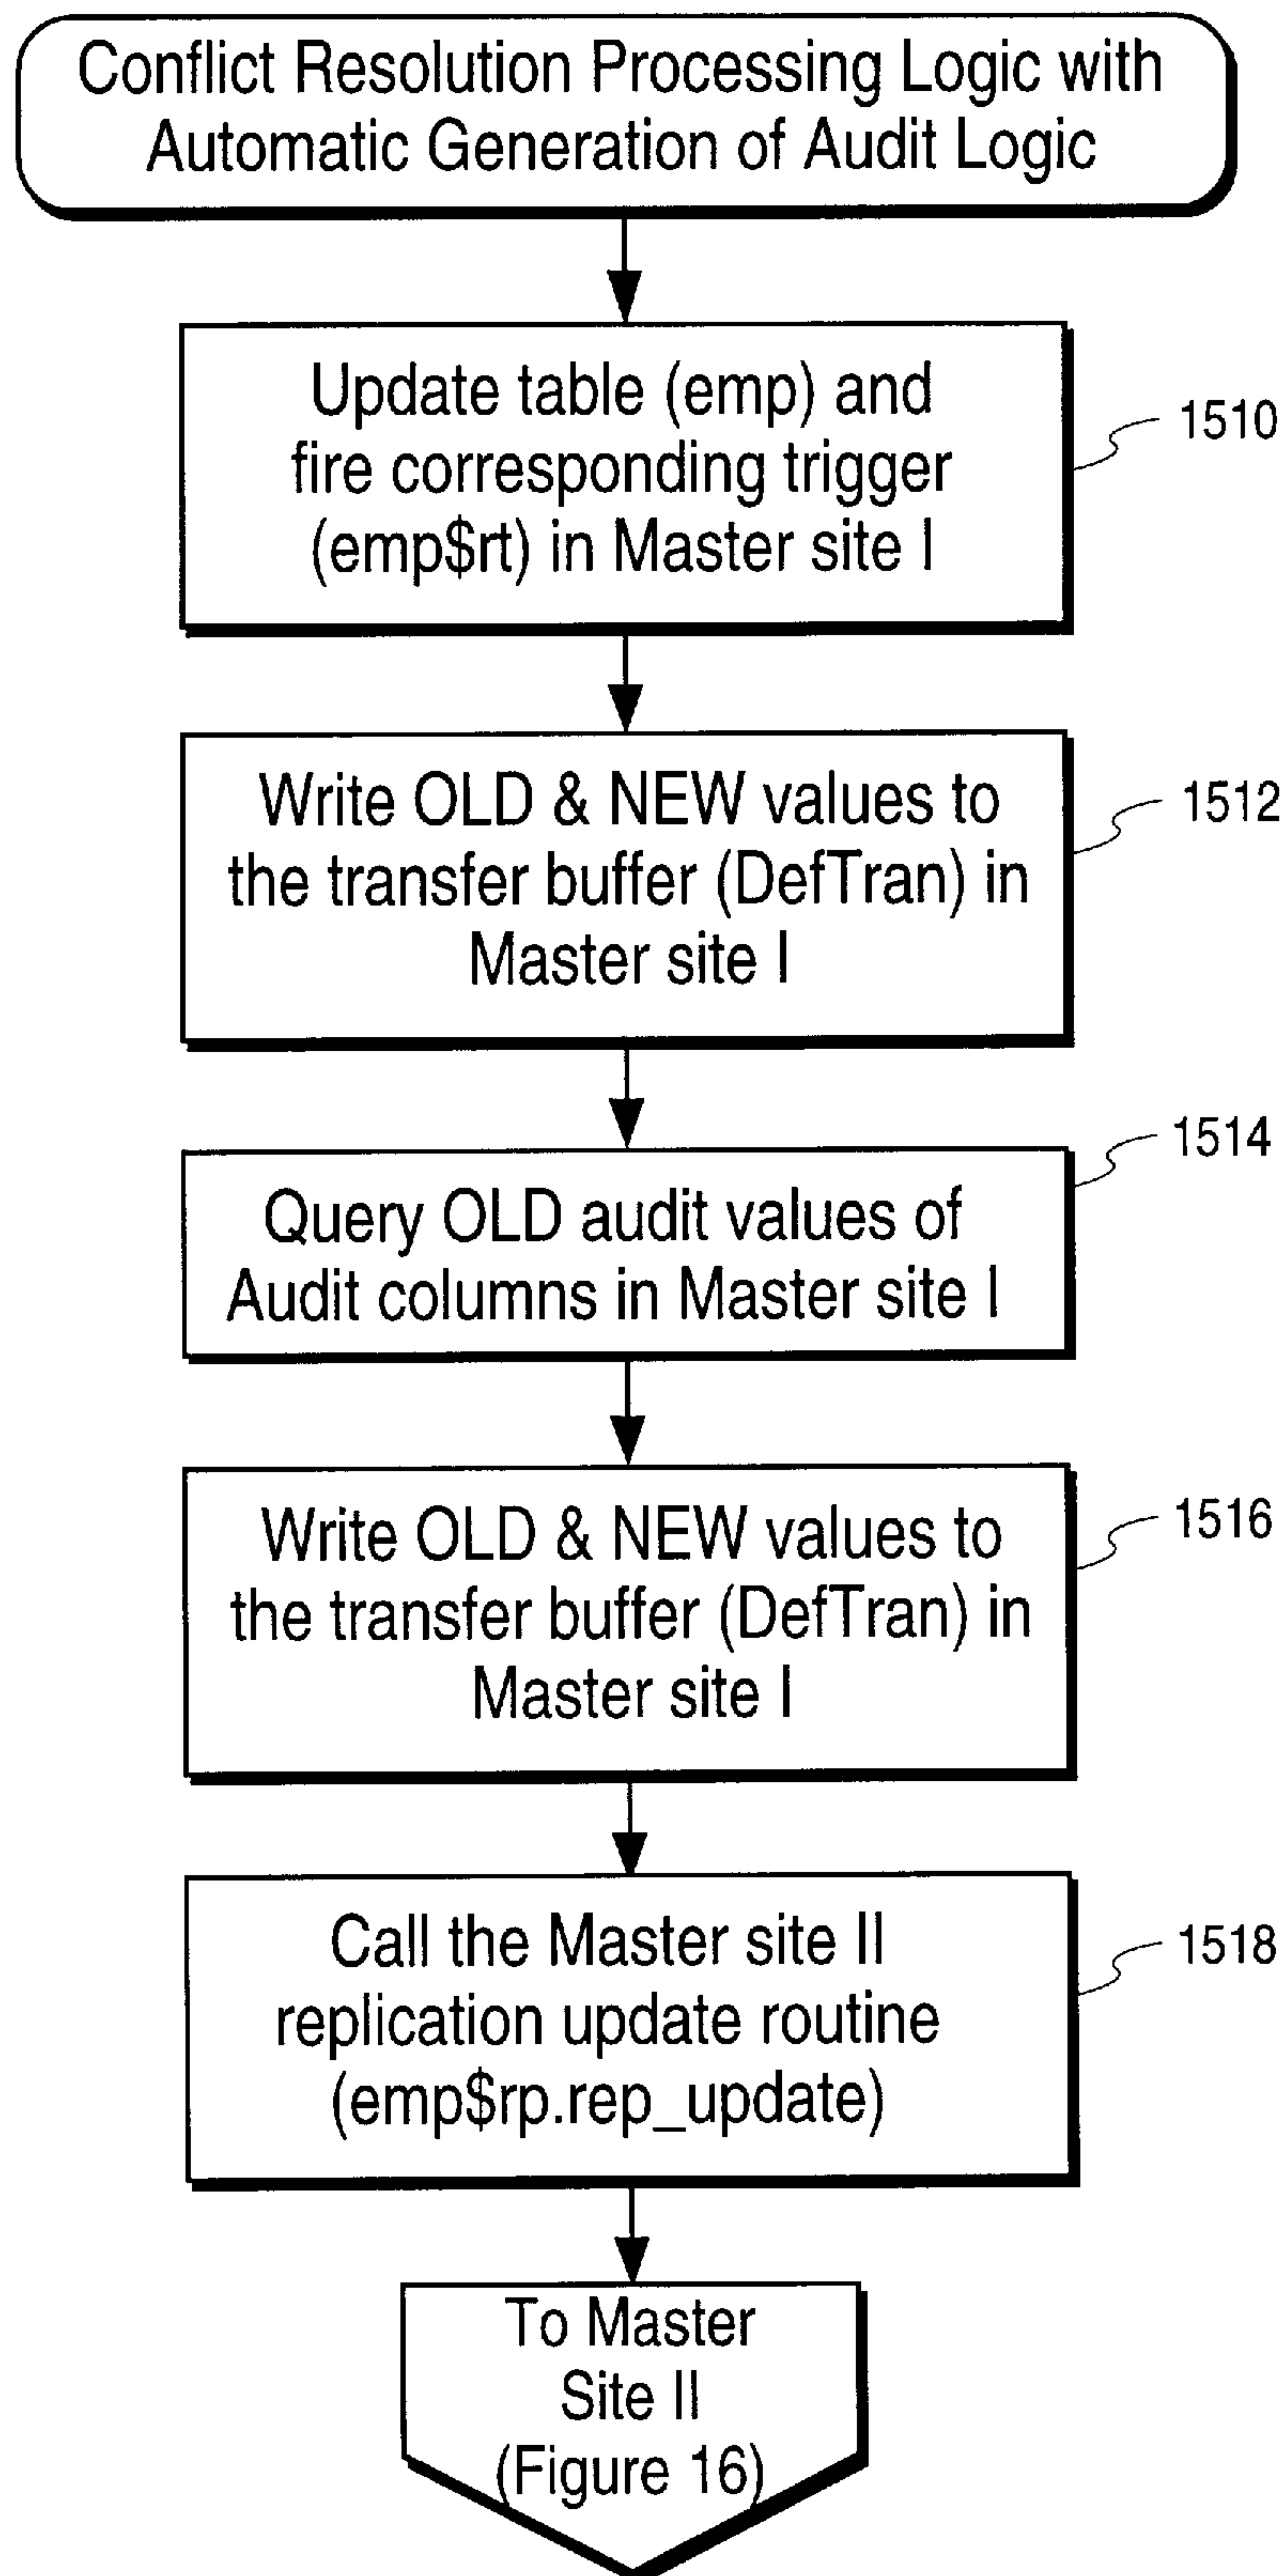 Conflict Resolution Processing Logic with
Automatic Generation of Audit Logic
Update table (emp) and
fire corresponding trigger
(emp$rt) in Master site I
1510
Write OLD & NEW values to
the transfer buffer (DefTran) in
Master site I
1512
Query OLD audit values of
Audit columns in Master site I
1514
Write OLD & NEW values to
the transfer buffer (DefTran) in
Master site I
1516
Call the Master site II
replication update routine
(emp$rp.rep_update)
1518
To Master
Site II
(Figure 16)